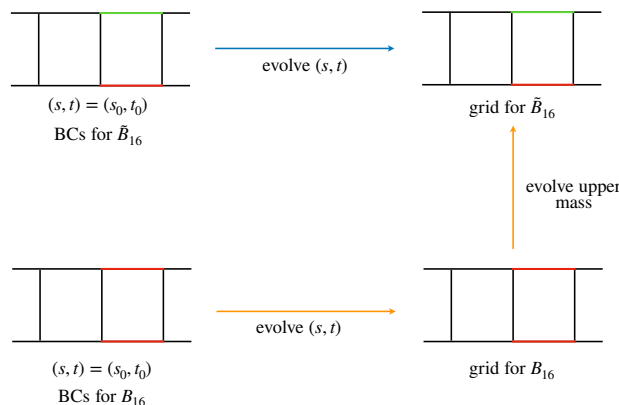 evolve (s, t)
(s, t) = (s₀, t₀)
BCs for B̃₁₆
grid for B̃₁₆
evolve upper
mass
evolve (s, t)
(s, t) = (s₀, t₀)
BCs for B₁₆
grid for B₁₆